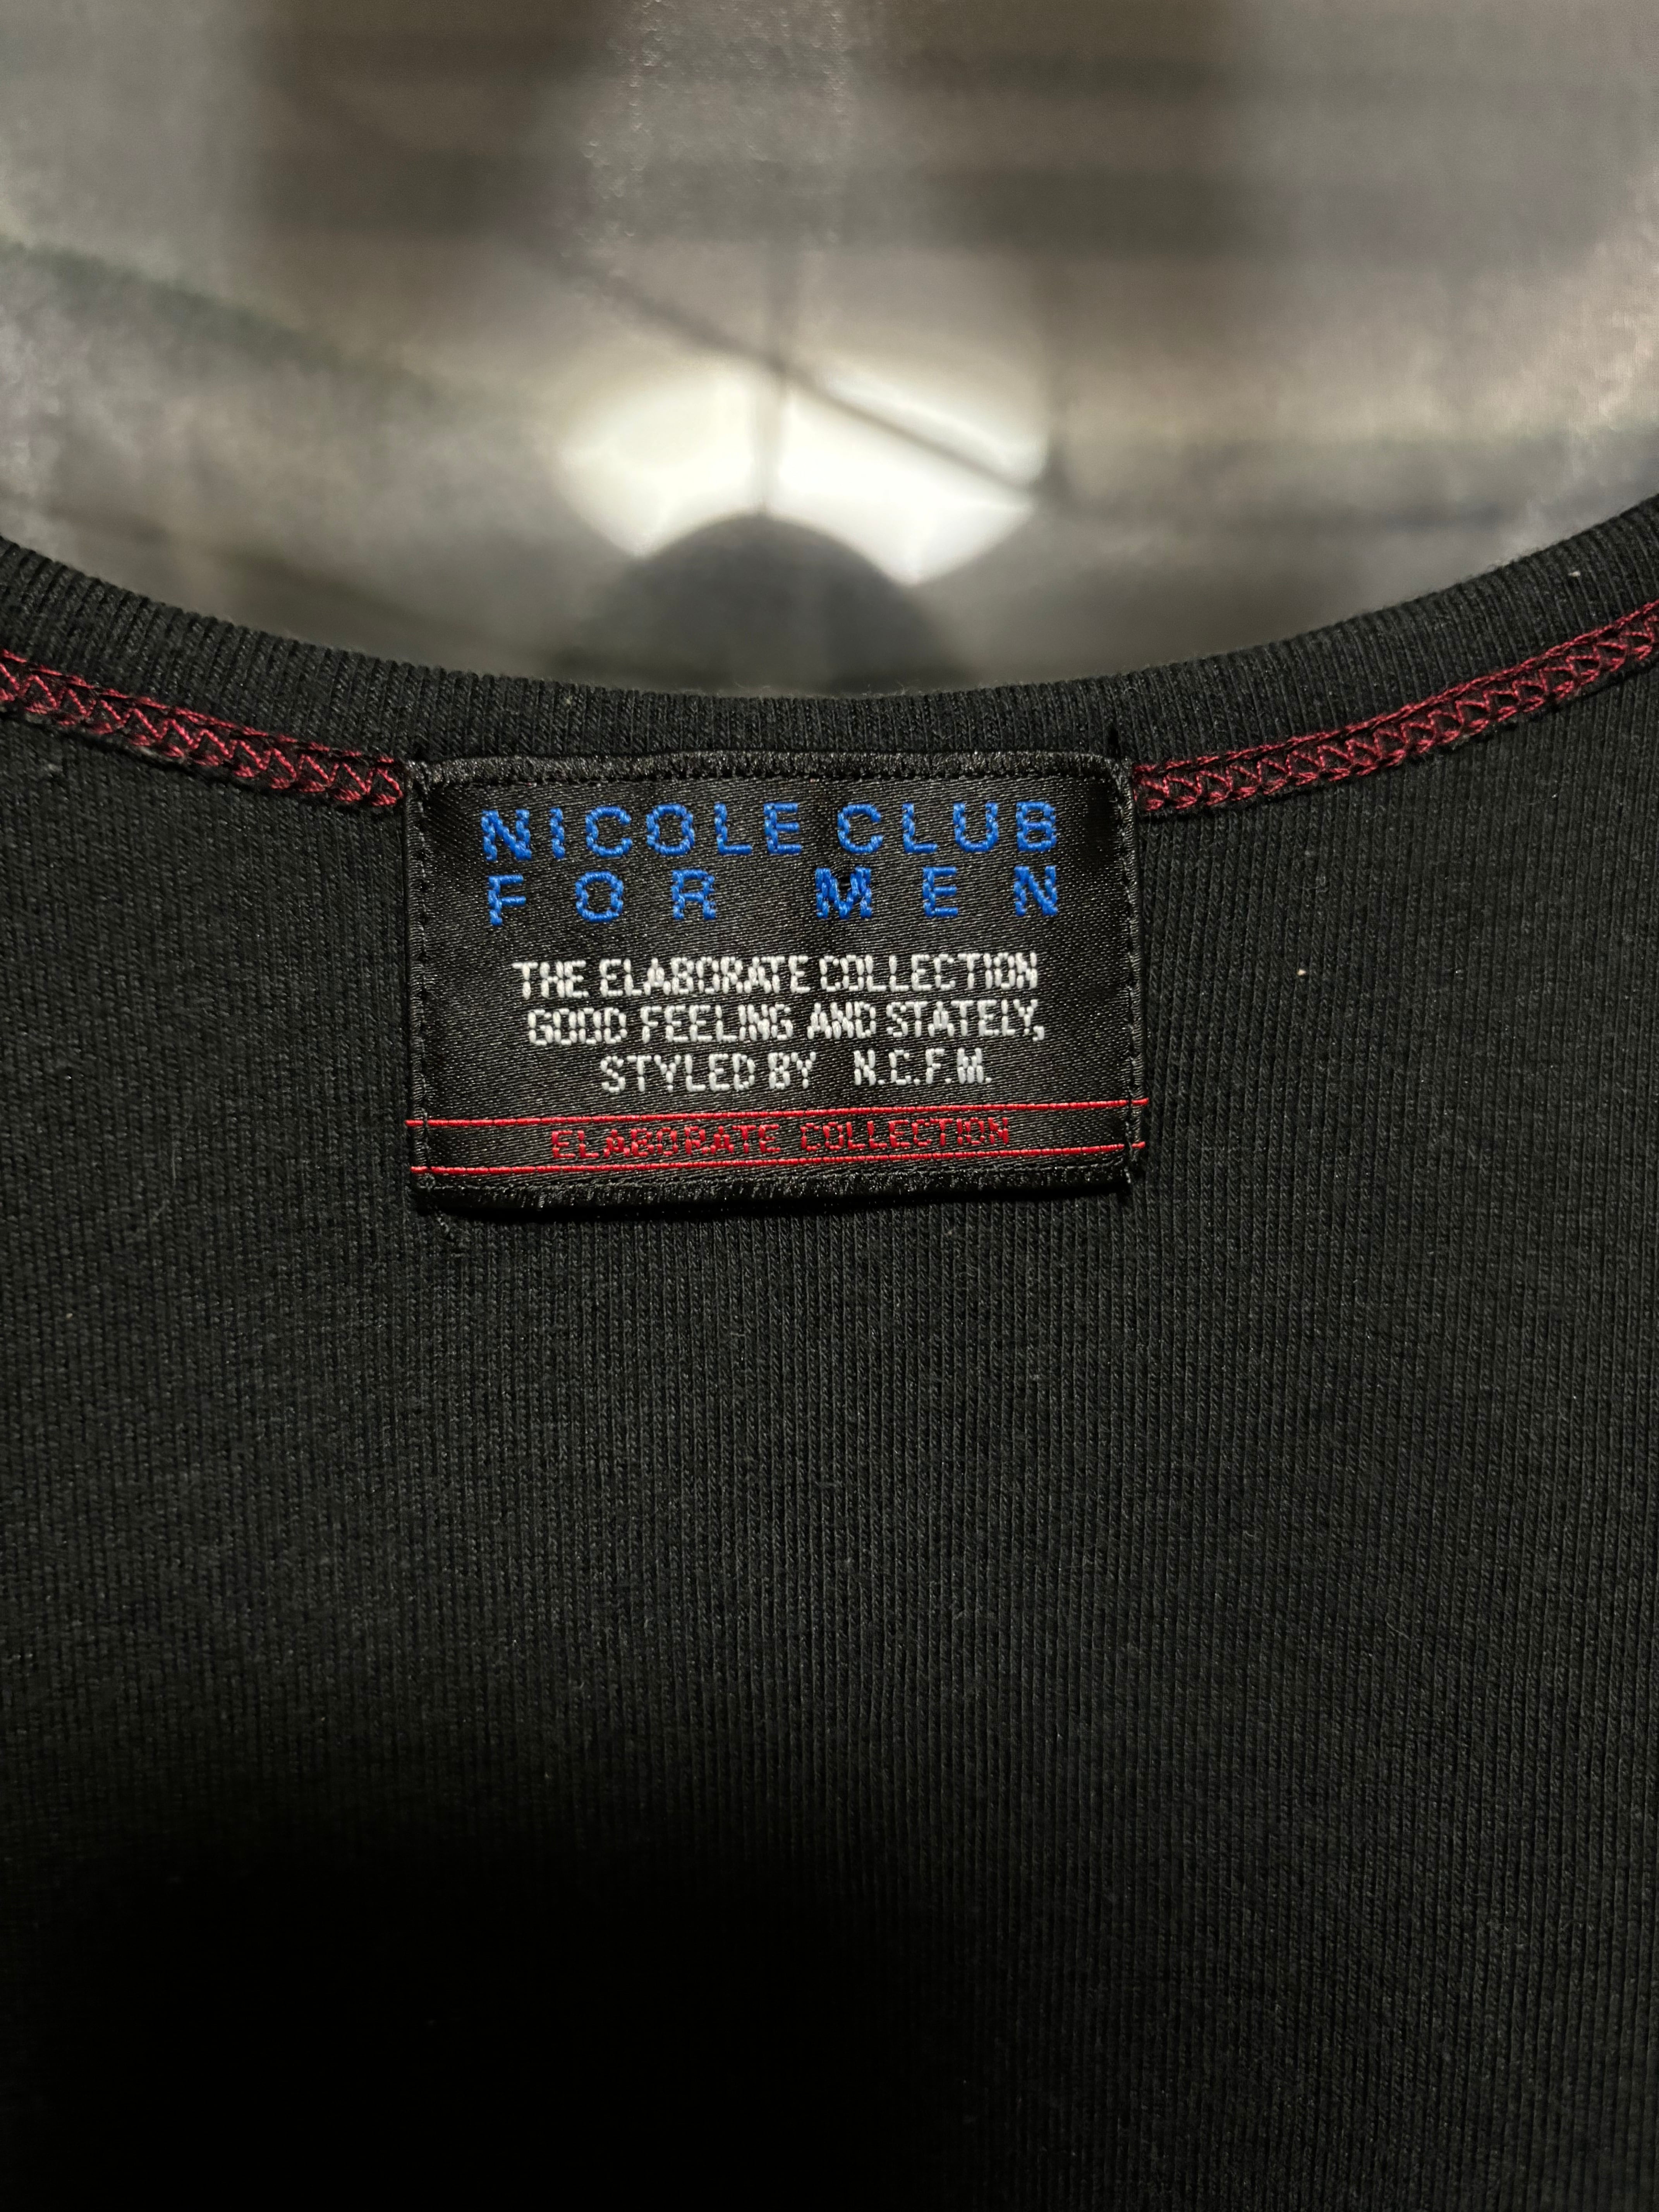 NICOLE CLUB
FOR MEN
THE ELABORATE COLLECTION
GOOD FEELING AND STATELY,
STYLED BY N.C.F.M.
ELABORATE COLLECTION